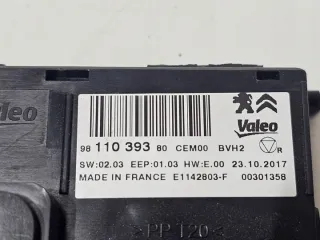 Valeo
Valeo
98 110 393 80 CEM00 BVH2 R
SW:02.03 EEP:01.03 HW:E.00 23.10.2017
MADE IN FRANCE E1142803-F 00301358
>PP T20<